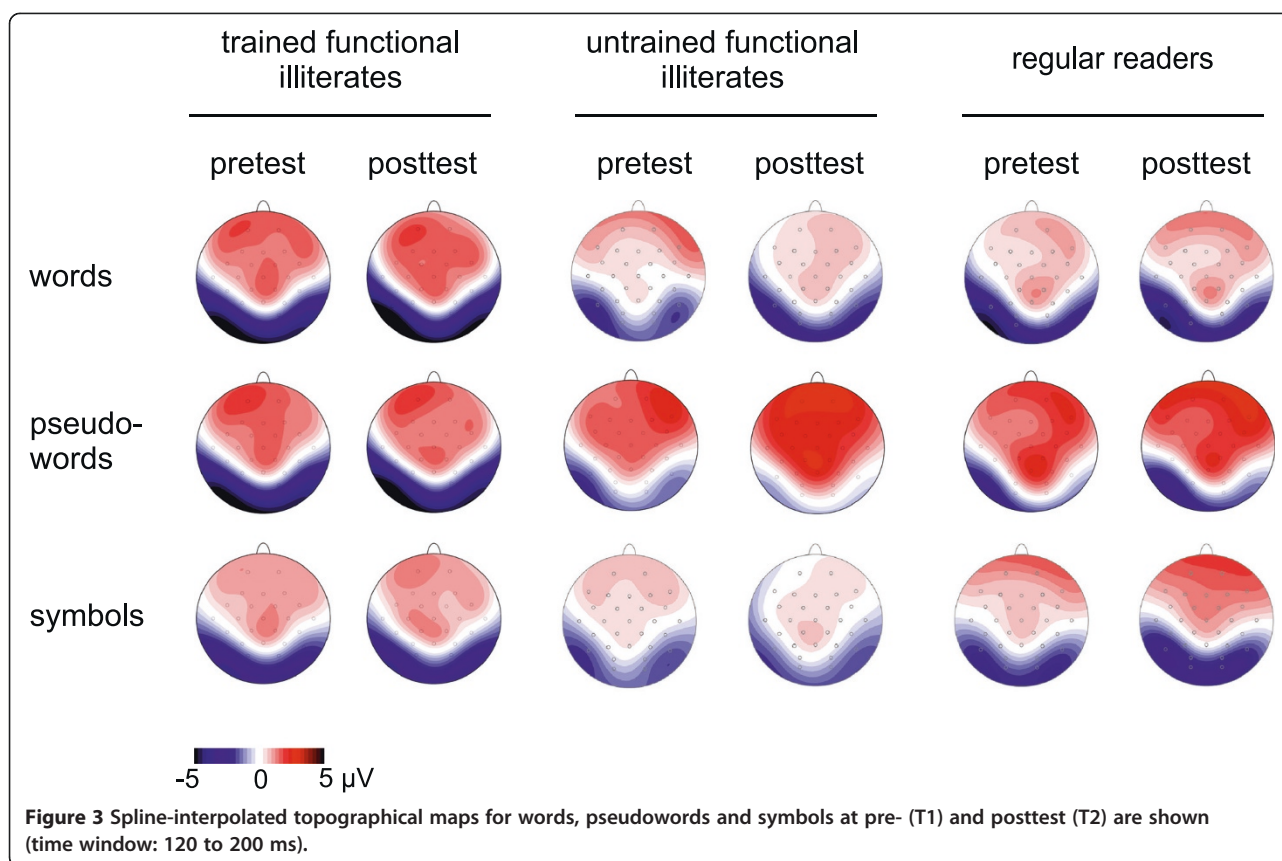 trained functional
illiterates
untrained functional
illiterates
regular readers
pretest posttest pretest posttest pretest posttest
words
pseudo-
words
symbols
-5 0 5 µV
Figure 3 Spline-interpolated topographical maps for words, pseudowords and symbols at pre- (T1) and posttest (T2) are shown
(time window: 120 to 200 ms).